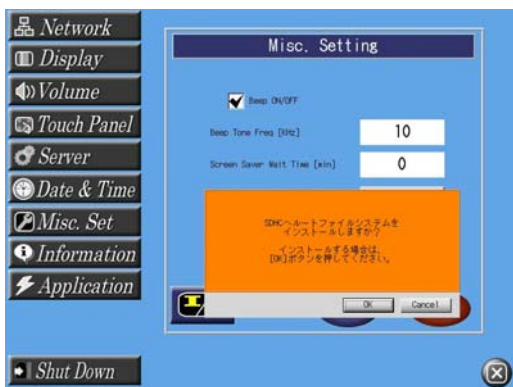 Network
Display
Volume
Touch Panel
Server
Date & Time
Misc. Set
Information
Application
Shut Down
Misc. Setting
Beep ON/OFF
Beep Tone Freq [KHz]
10
Screen Saver Wait Time [min]
0
SDHCへルートファイルシステムを
インストールしますか?
インストールする場合は、
[OK]ボタンを押してください。
OK
Cancel